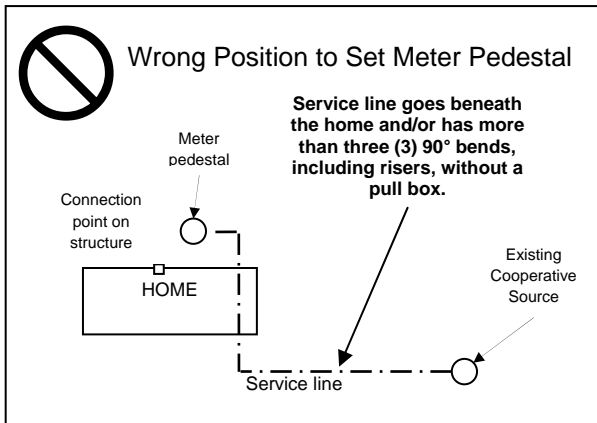 Wrong Position to Set Meter Pedestal
Service line goes beneath
the home and/or has more
than three (3) 90° bends,
including risers, without a
pull box.
Meter
pedestal
Connection
point on
structure
HOME
Existing
Cooperative
Source
Service line